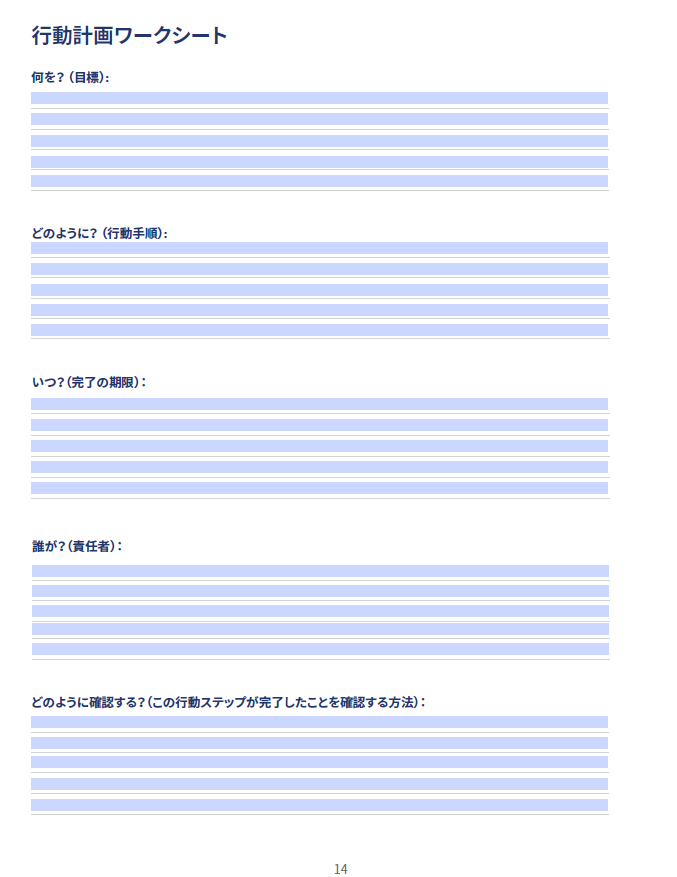 行動計画ワークシート
何を？（目標）:
どのように？（行動手順）:
いつ？（完了の期限）：
誰が？（責任者）：
どのように確認する？（この行動ステップが完了したことを確認する方法）：
14